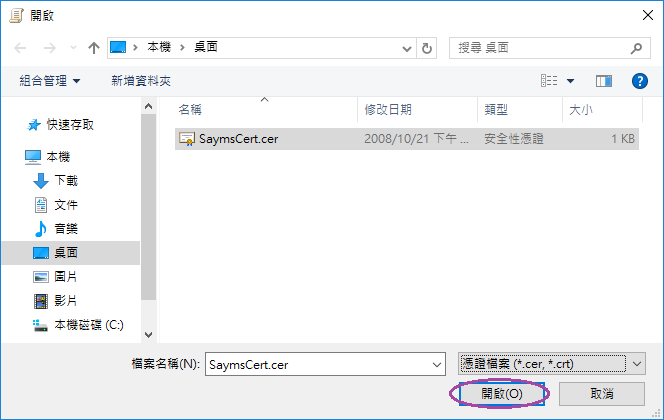 開啟
本機 桌面
搜尋 桌面
組合管理 新增資料夾
名稱 修改日期 類型 大小
SaymsCert.cer 2008/10/21 下午 ... 安全性憑證 1 KB
快速存取
本機
下載
文件
音樂
桌面
圖片
影片
本機磁碟 (C:)
檔案名稱(N): SaymsCert.cer 憑證檔案 (*.cer, *.crt)
開啟(O) 取消